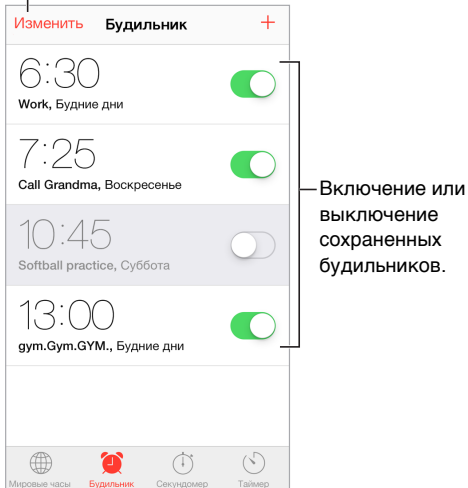 Изменить Будильник +
6:30
Work, Будние дни
7:25
Call Grandma, Воскресенье
10:45
Softball practice, Суббота
13:00
gym.Gym.GYM., Будние дни
Включение или
выключение
сохраненных
будильников.
Мировые часы Будильник Секундомер Таймер